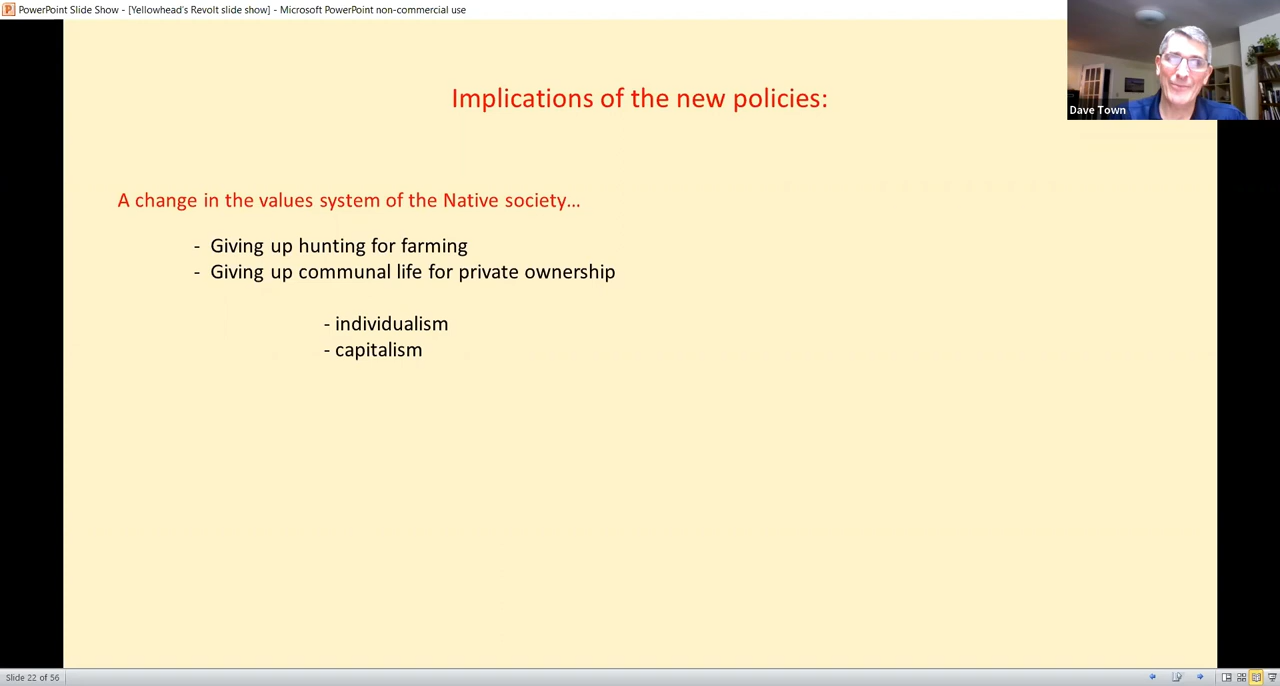 PowerPoint Slide Show - [Yellowhead's Revolt slide show] - Microsoft PowerPoint non-commercial use
Dave Town
Implications of the new policies:
A change in the values system of the Native society...
- Giving up hunting for farming
- Giving up communal life for private ownership
- individualism
- capitalism
Slide 22 of 56